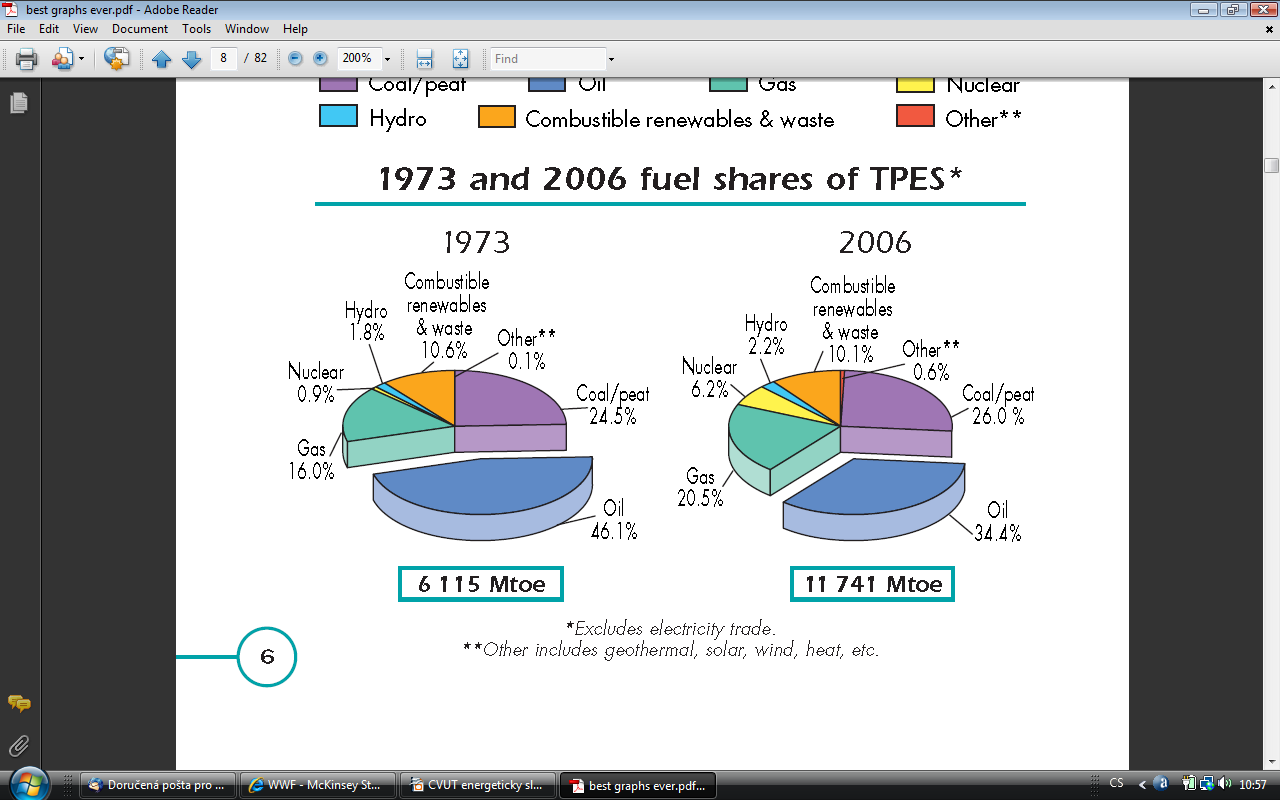 best graphs ever.pdf - Adobe Reader
File Edit View Document Tools Window Help
8 / 82 200% Find
Coal/peat Oil Gas Nuclear
Hydro Combustible renewables & waste Other**
1973 and 2006 fuel shares of TPES*
1973
Combustible
renewables
& waste
10.6%
Hydro
1.8%
Other**
0.1%
Nuclear
0.9%
Coal/peat
24.5%
Gas
16.0%
Oil
46.1%
6 115 Mtoe
2006
Combustible
renewables
& waste
10.1%
Hydro
2.2%
Other**
0.6%
Nuclear
6.2%
Coal/peat
26.0 %
Gas
20.5%
Oil
34.4%
11 741 Mtoe
*Excludes electricity trade.
**Other includes geothermal, solar, wind, heat, etc.
6
Doručená pošta pro ... WWF - McKinsey St... CVUT energeticky sl... best graphs ever.pdf... CS 10:57